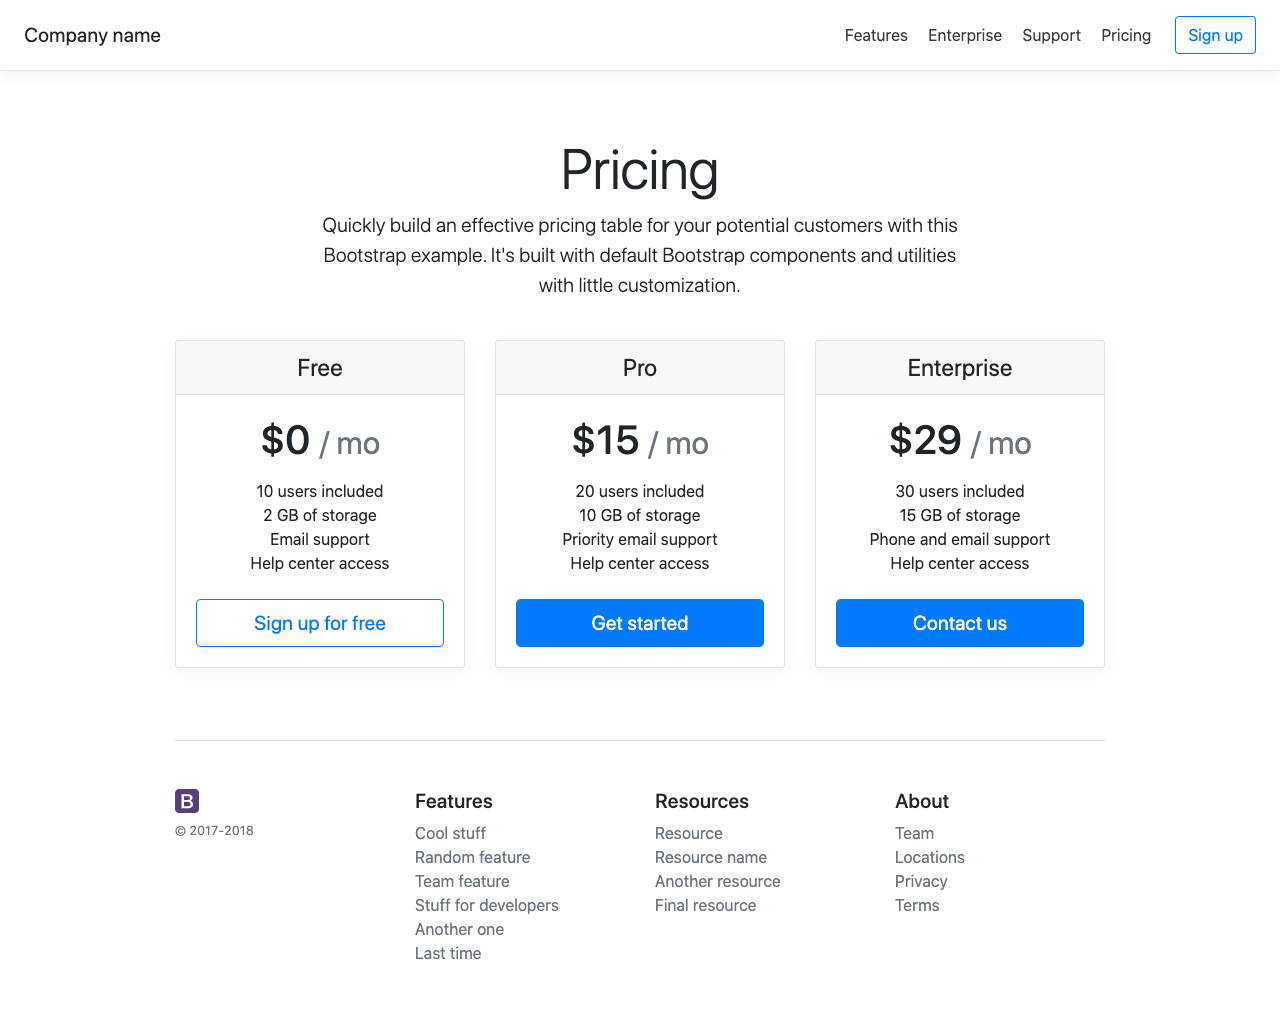 Company name
Features Enterprise Support Pricing Sign up
Pricing
Quickly build an effective pricing table for your potential customers with this
Bootstrap example. It's built with default Bootstrap components and utilities
with little customization.
Free
$0 / mo
10 users included
2 GB of storage
Email support
Help center access
Sign up for free
Pro
$15 / mo
20 users included
10 GB of storage
Priority email support
Help center access
Get started
Enterprise
$29 / mo
30 users included
15 GB of storage
Phone and email support
Help center access
Contact us
B
© 2017-2018
Features
Cool stuff
Random feature
Team feature
Stuff for developers
Another one
Last time
Resources
Resource
Resource name
Another resource
Final resource
About
Team
Locations
Privacy
Terms